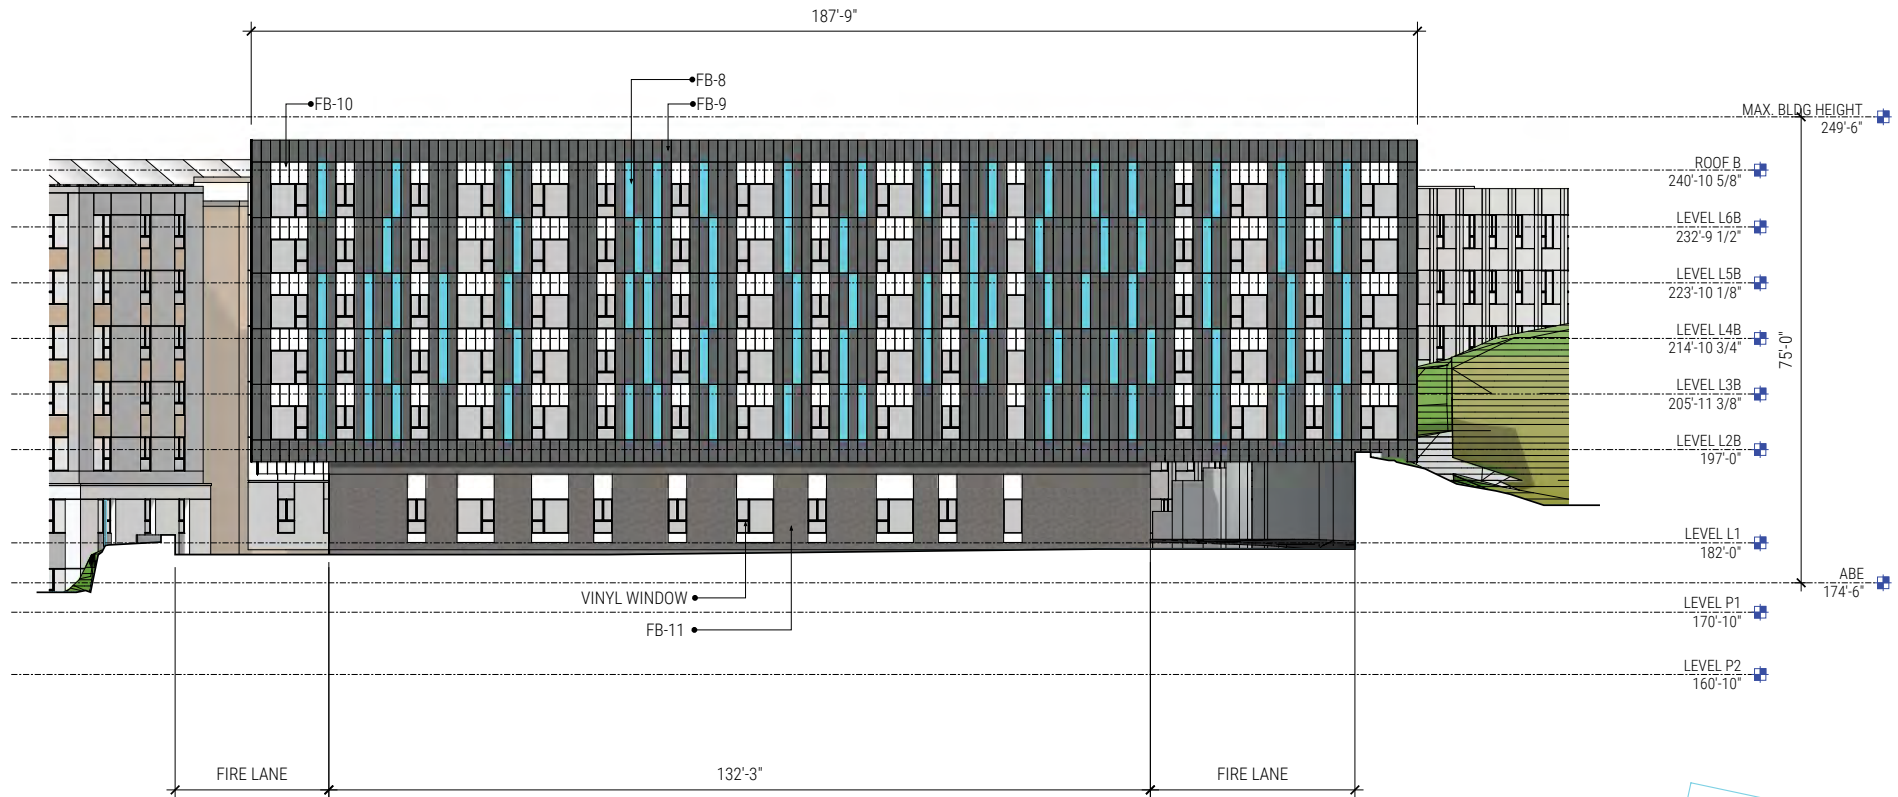 187'-9"
FB-8
FB-10
FB-9
MAX. BLDG HEIGHT
249'-6"
ROOF B
240'-10 5/8"
LEVEL L6B
232'-9 1/2"
LEVEL L5B
223'-10 1/8"
LEVEL L4B
214'-10 3/4"
75'-0"
LEVEL L3B
205'-11 3/8"
LEVEL L2B
197'-0"
LEVEL L1
182'-0"
ABE
174'-6"
VINYL WINDOW
LEVEL P1
170'-10"
FB-11
LEVEL P2
160'-10"
FIRE LANE
132'-3"
FIRE LANE